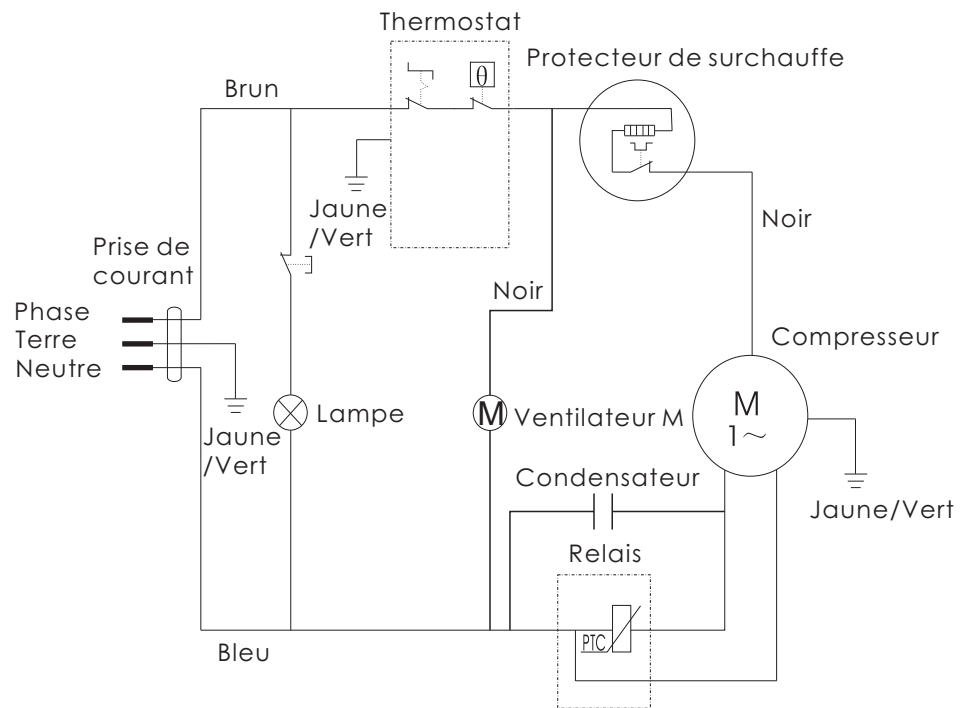 Thermostat
Protecteur de surchauffe
Brun
θ
Jaune
/Vert
Noir
Prise de
courant
Noir
Phase
Terre
Neutre
Compresseur
Jaune
/Vert
Lampe
M
Ventilateur M
M
1~
Condensateur
Jaune/Vert
Relais
PTC
Bleu